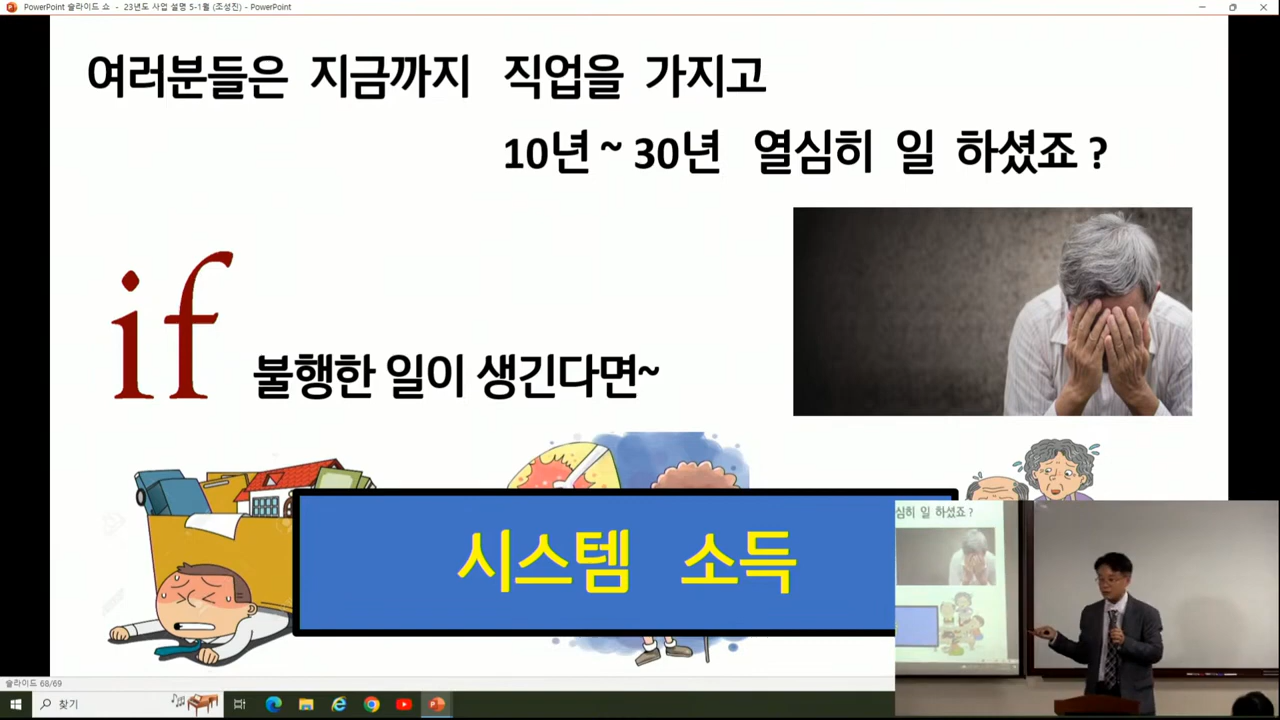 PowerPoint 슬라이드 쇼 - 23년도 사업 설명 5-1월 (조성진) - PowerPoint
여러분들은 지금까지 직업을 가지고
10년 ~ 30년 열심히 일 하셨죠 ?
if 불행한 일이 생긴다면~
시스템 소득
심히 일 하셨죠 ?
슬라이드 68/69
찾기